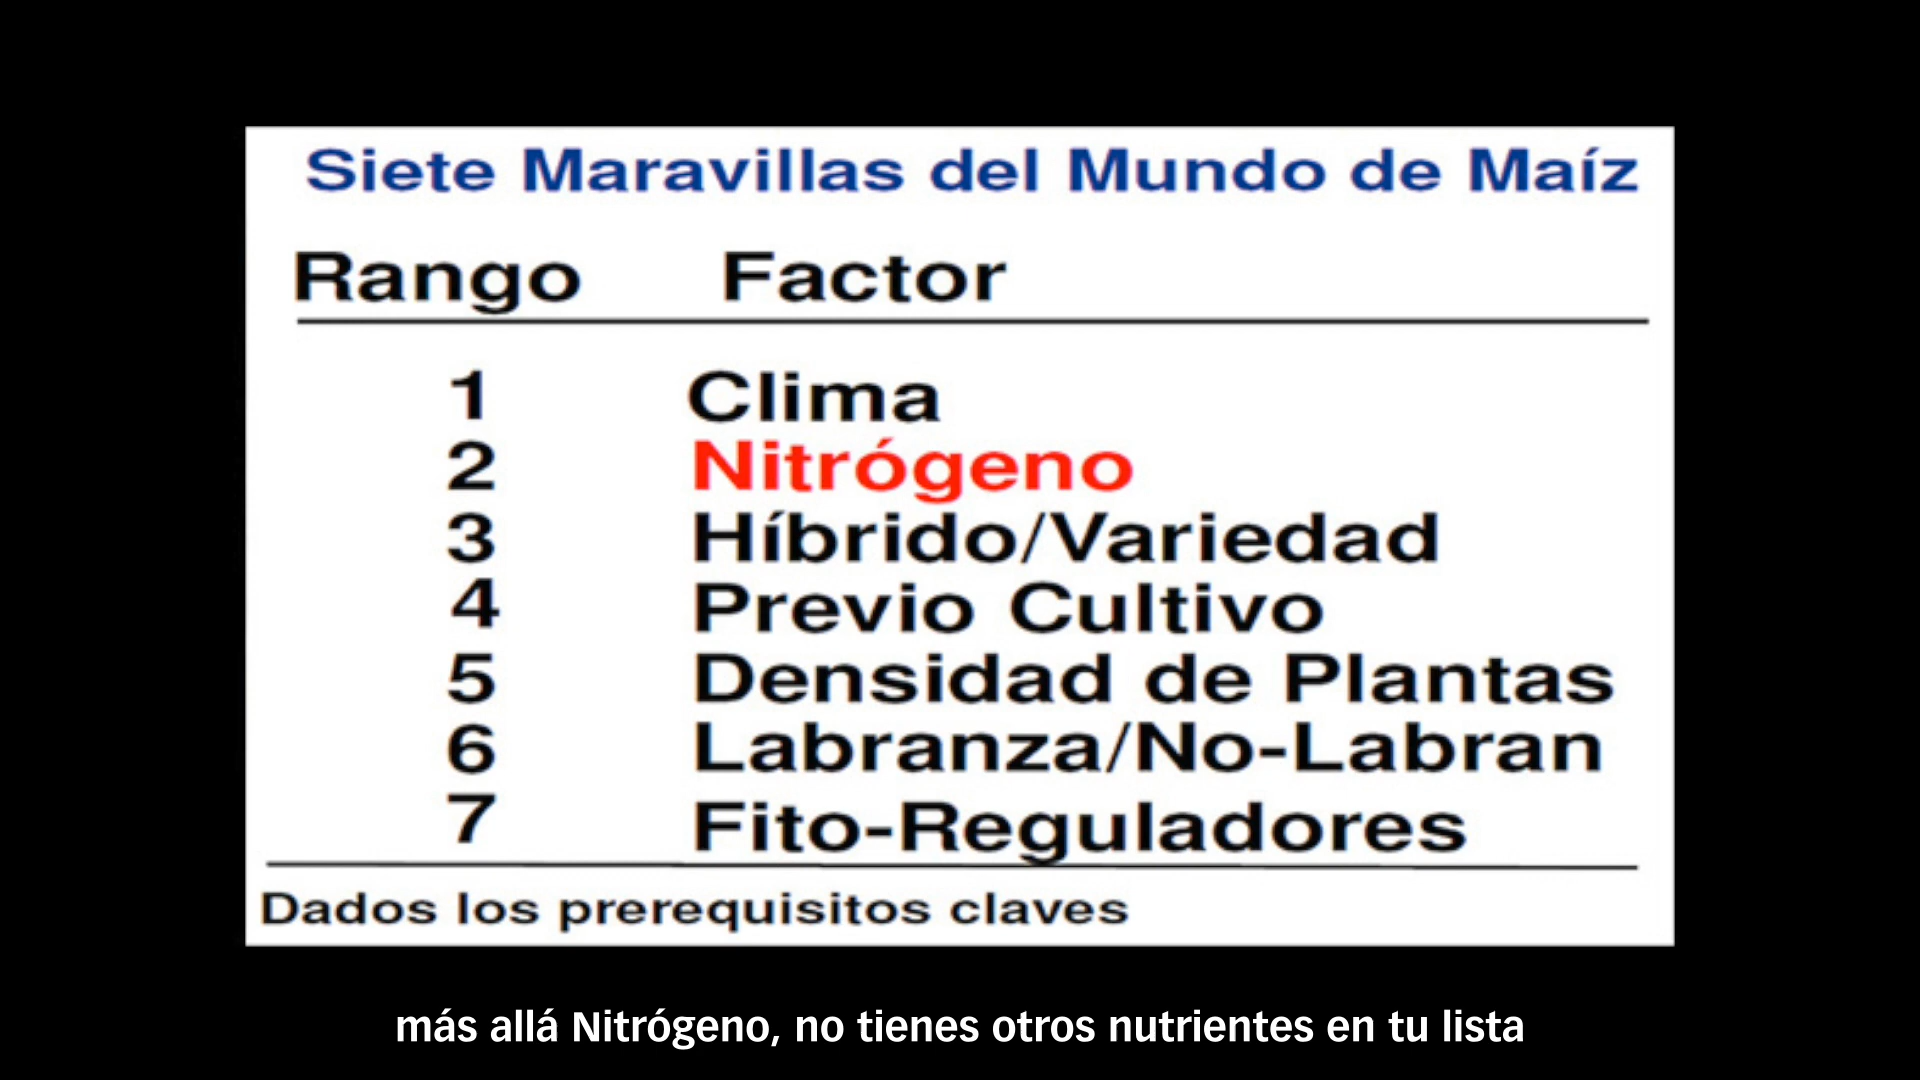 Siete Maravillas del Mundo de Maíz
Rango Factor
1 Clima
2 Nitrógeno
3 Híbrido/Variedad
4 Previo Cultivo
5 Densidad de Plantas
6 Labranza/No-Labran
7 Fito-Reguladores
Dados los prerequisitos claves
más allá Nitrógeno, no tienes otros nutrientes en tu lista